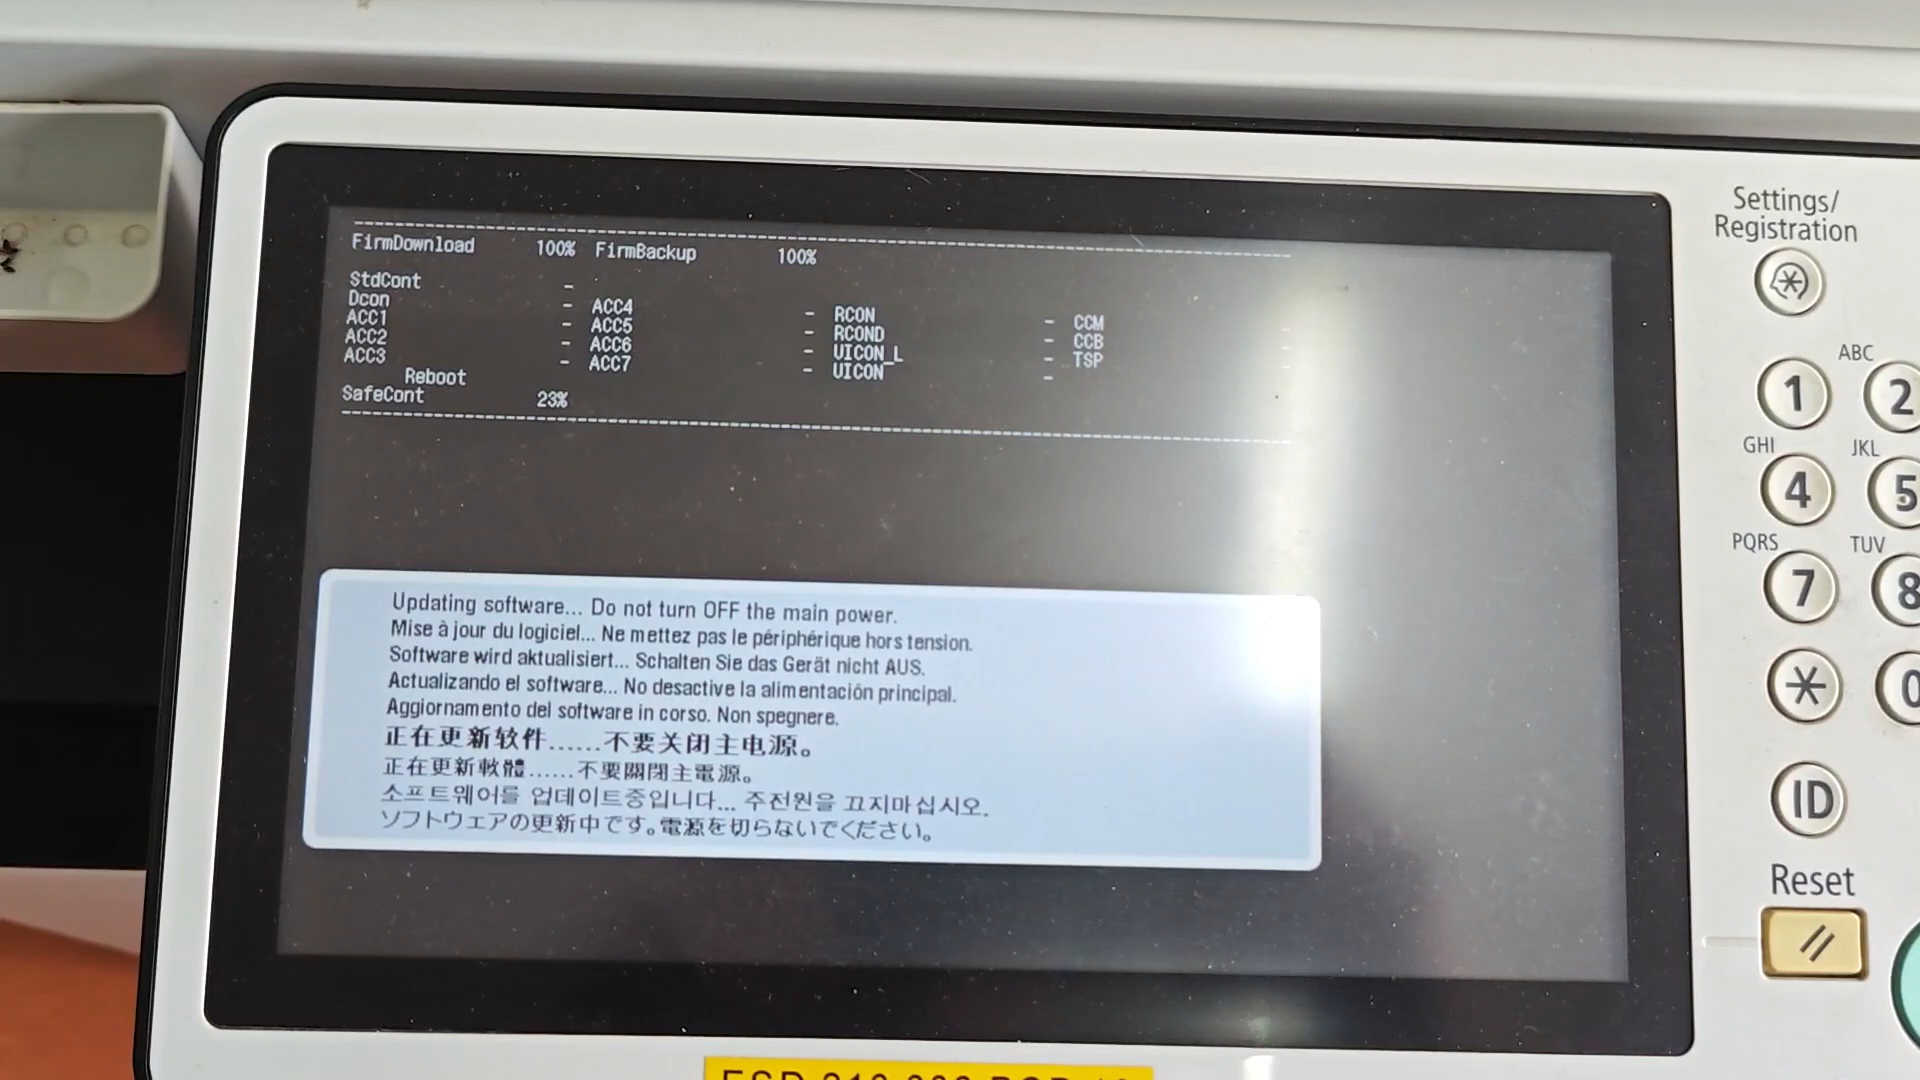 FirmDownload 100% FirmBackup 100%
StdCont -
Dcon - ACC4 - RCON - CCM
ACC1 - ACC5 - RCOND - CCB
ACC2 - ACC6 - UICON_L - TSP
ACC3 - ACC7 - UICON -
Reboot
SafeCont 23%
Updating software... Do not turn OFF the main power.
Mise à jour du logiciel... Ne mettez pas le périphérique hors tension.
Software wird aktualisiert... Schalten Sie das Gerät nicht AUS.
Actualizando el software... No desactive la alimentación principal.
Aggiornamento del software in corso. Non spegnere.
正在更新软件......不要关闭主电源。
正在更新軟體......不要關閉主電源。
소프트웨어를 업데이트중입니다... 주전원을 끄지마십시오.
ソフトウェアの更新中です。電源を切らないでください。
Settings/
Registration
ABC
1 2
GHI JKL
4 5
PQRS TUV
7 8
* 0
ID
Reset